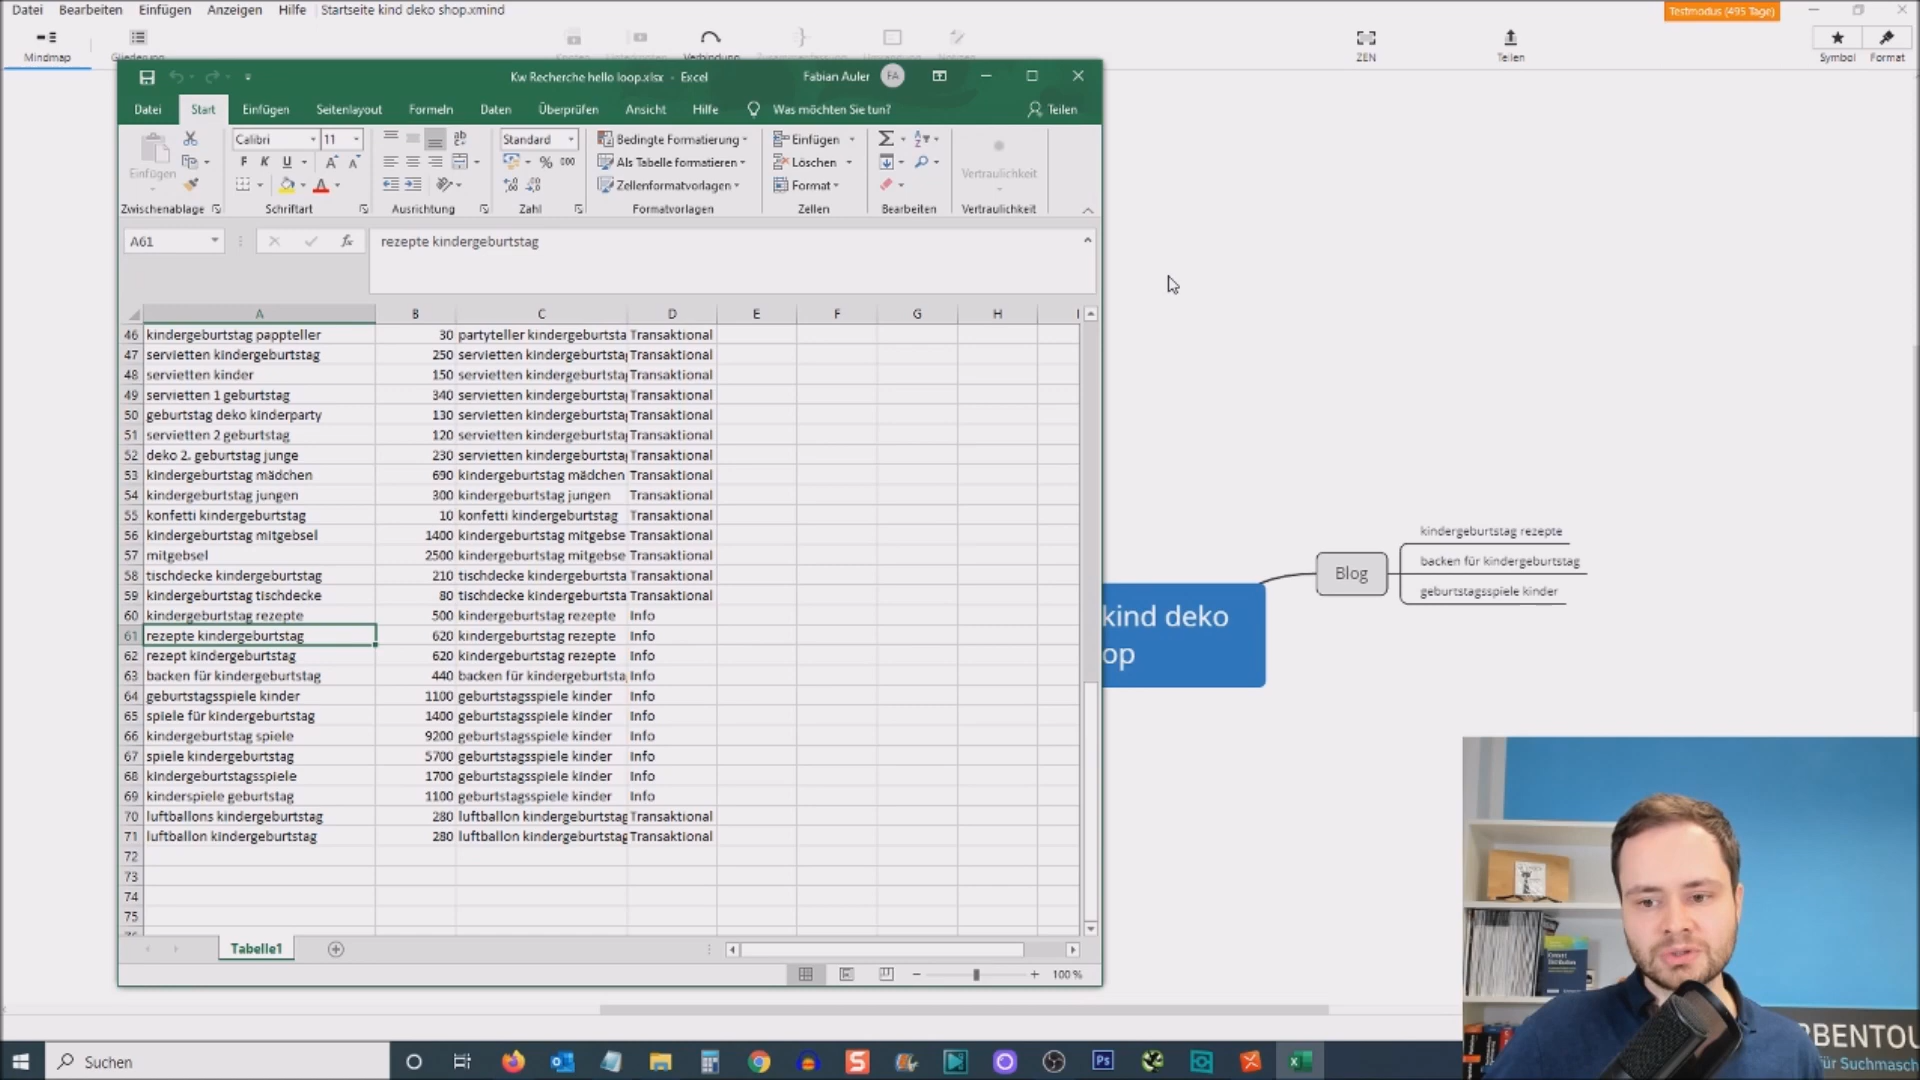 Datei Bearbeiten Einfügen Anzeigen Hilfe Startseite kind deko shop.xmind
Testmodus (495 Tage)
Mindmap
Gliederung
Verbindung
ZEN
Teilen
Symbol
Format
Kw Recherche hello loop.xlsx - Excel
Fabian Auler FA
Datei Start Einfügen Seitenlayout Formeln Daten Überprüfen Ansicht Hilfe Was möchten Sie tun? Teilen
Einfügen
Calibri 11
F K U
Standard
% 000
Bedingte Formatierung
Als Tabelle formatieren
Zellenformatvorlagen
Einfügen
Löschen
Format
Vertraulichkeit
Zwischenablage Schriftart Ausrichtung Zahl Formatvorlagen Zellen Bearbeiten Vertraulichkeit
A61 fx rezepte kindergeburtstag
A B C D E F G H I
46 kindergeburtstag pappteller 30 partyteller kindergeburtsta Transaktional
47 servietten kindergeburtstag 250 servietten kindergeburtstag Transaktional
48 servietten kinder 150 servietten kindergeburtstag Transaktional
49 servietten 1 geburtstag 340 servietten kindergeburtstag Transaktional
50 geburtstag deko kinderparty 130 servietten kindergeburtstag Transaktional
51 servietten 2 geburtstag 120 servietten kindergeburtstag Transaktional
52 deko 2. geburtstag junge 230 servietten kindergeburtstag Transaktional
53 kindergeburtstag mädchen 690 kindergeburtstag mädchen Transaktional
54 kindergeburtstag jungen 300 kindergeburtstag jungen Transaktional
55 konfetti kindergeburtstag 10 konfetti kindergeburtstag Transaktional
56 kindergeburtstag mitgebsel 1400 kindergeburtstag mitgebse Transaktional
57 mitgebsel 2500 kindergeburtstag mitgebse Transaktional
58 tischdecke kindergeburtstag 210 tischdecke kindergeburtsta Transaktional
59 kindergeburtstag tischdecke 80 tischdecke kindergeburtsta Transaktional
60 kindergeburtstag rezepte 500 kindergeburtstag rezepte Info
61 rezepte kindergeburtstag 620 kindergeburtstag rezepte Info
62 rezept kindergeburtstag 620 kindergeburtstag rezepte Info
63 backen für kindergeburtstag 440 backen für kindergeburtsta Info
64 geburtstagsspiele kinder 1100 geburtstagsspiele kinder Info
65 spiele für kindergeburtstag 1400 geburtstagsspiele kinder Info
66 kindergeburtstag spiele 9200 geburtstagsspiele kinder Info
67 spiele kindergeburtstag 5700 geburtstagsspiele kinder Info
68 kindergeburtstagsspiele 1700 geburtstagsspiele kinder Info
69 kinderspiele geburtstag 1100 geburtstagsspiele kinder Info
70 luftballons kindergeburtstag 280 luftballon kindergeburtstag Transaktional
71 luftballon kindergeburtstag 280 luftballon kindergeburtstag Transaktional
72
73
74
75
Tabelle1
100 %
kind deko
op
Blog
kindergeburtstag rezepte
backen für kindergeburtstag
geburtstagsspiele kinder
RBENTOU
für Suchmasch
Suchen
Ps